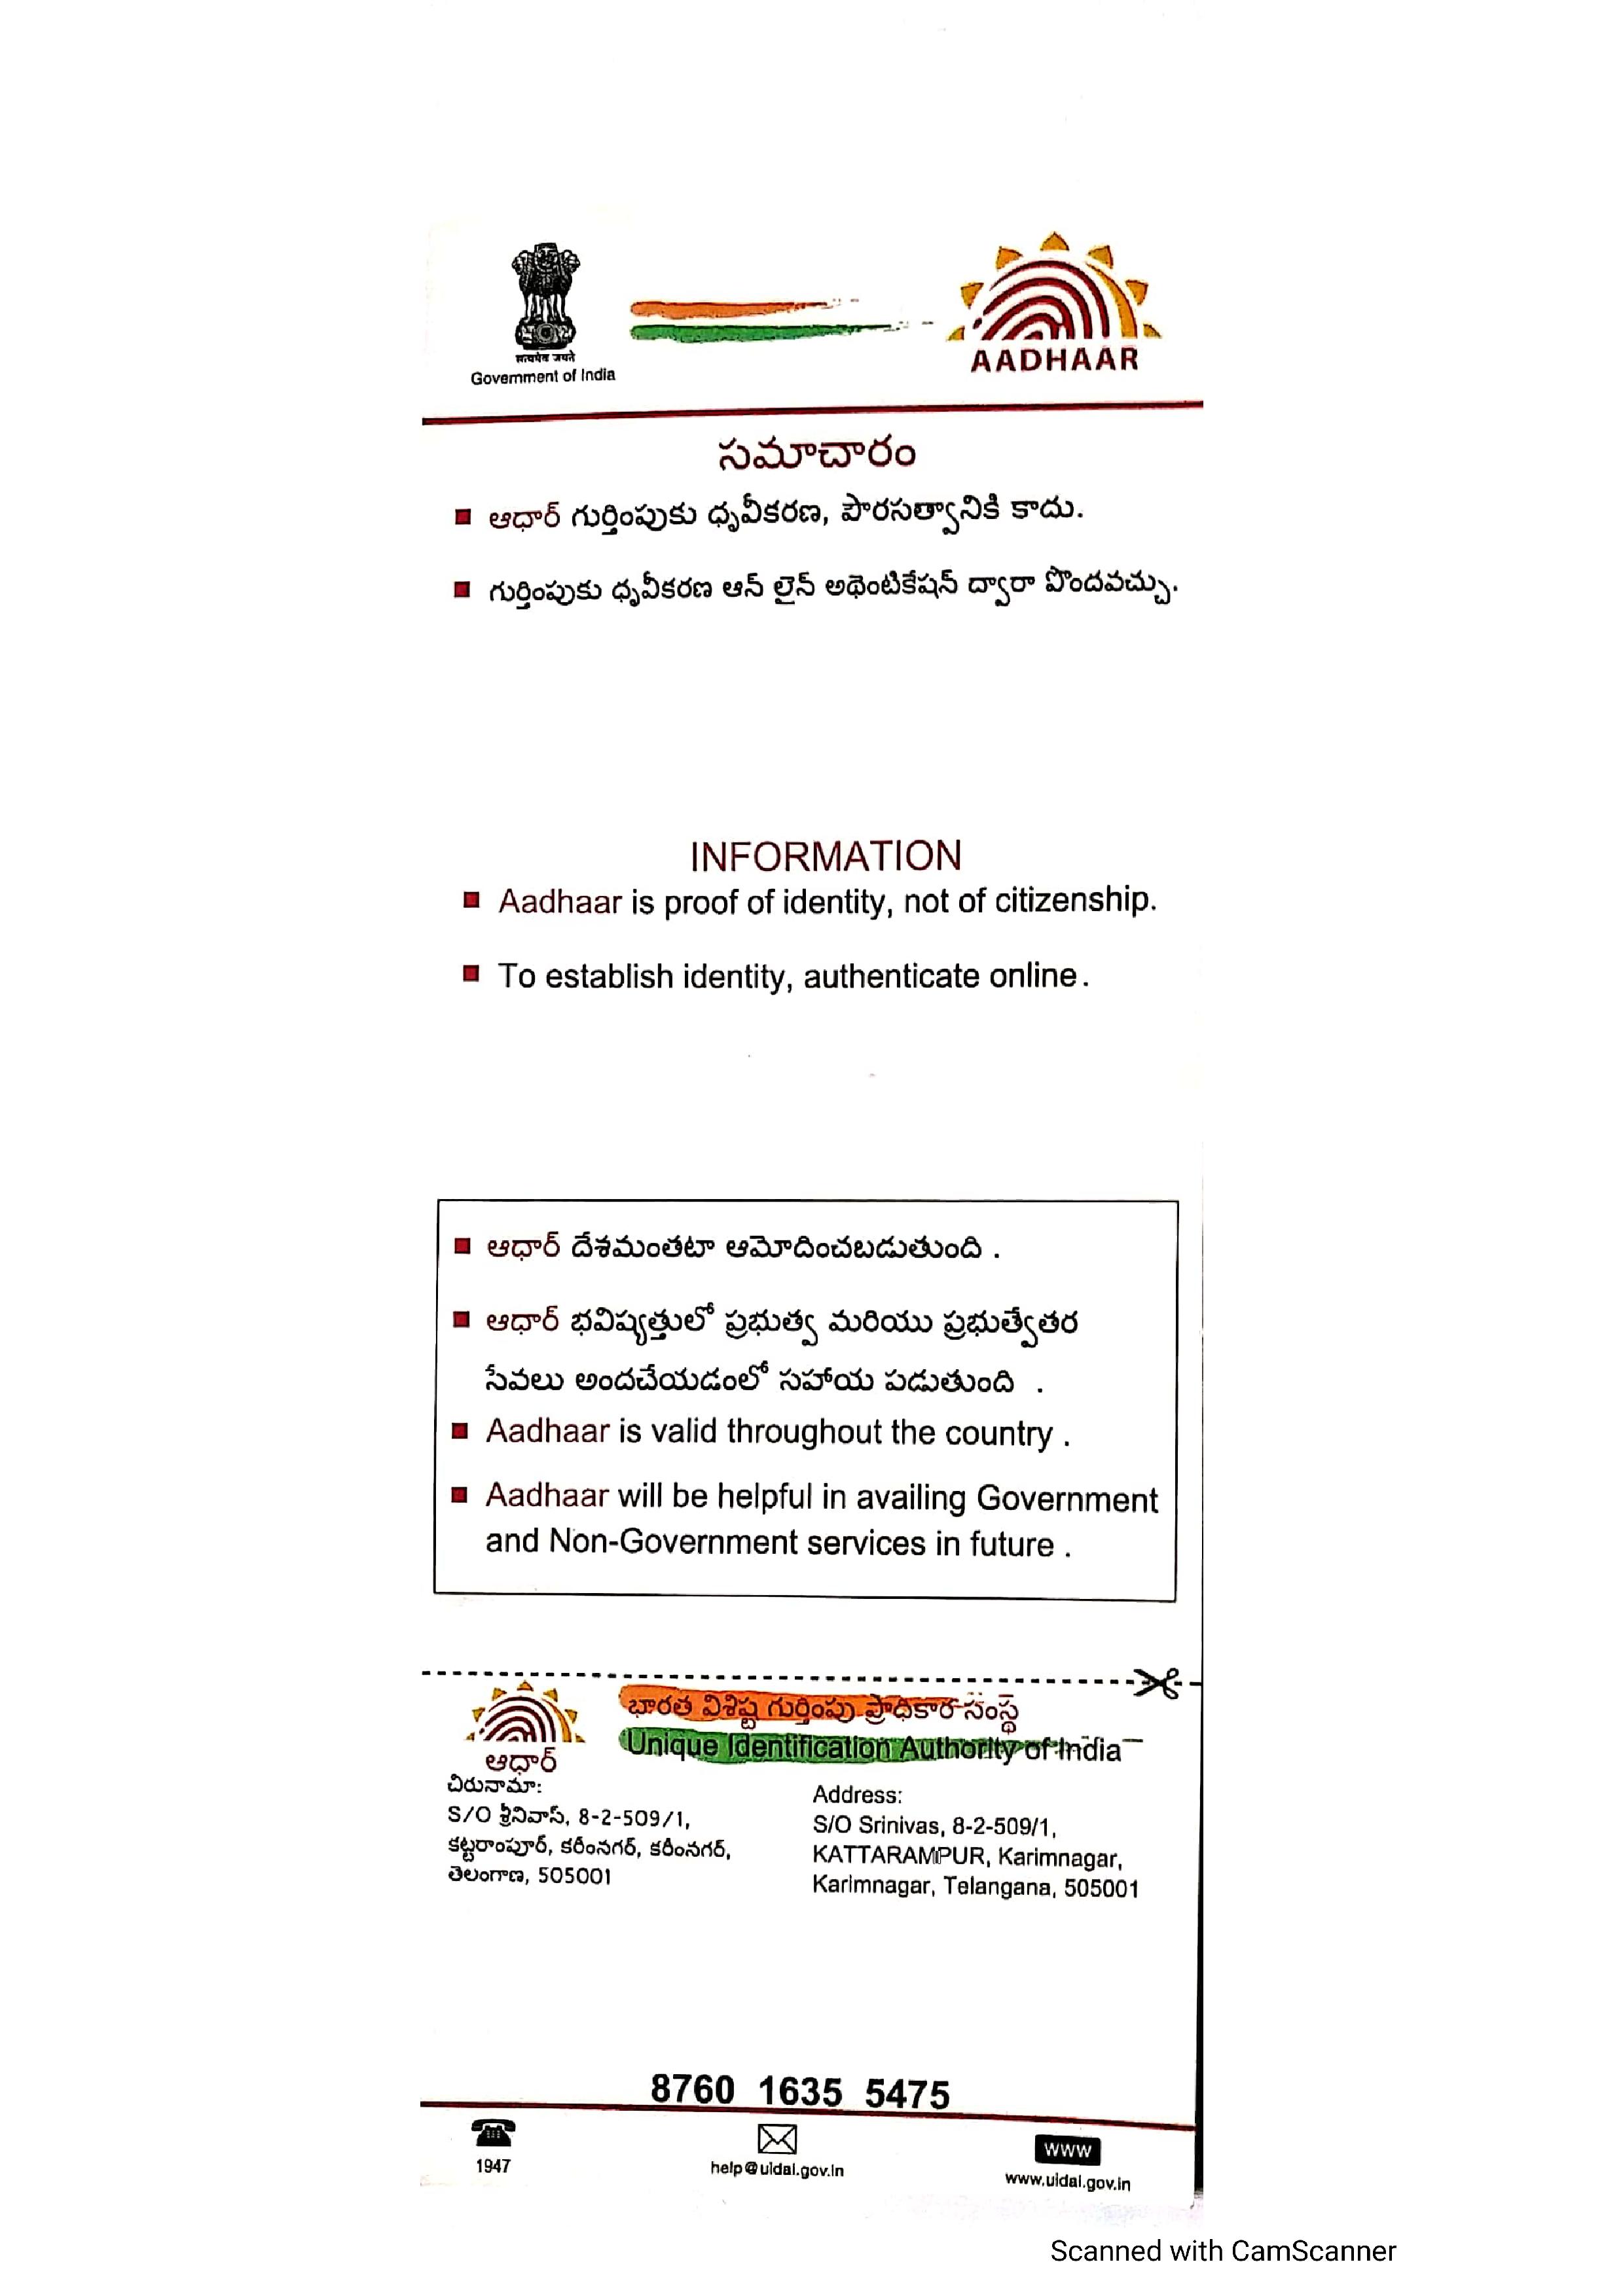 सत्यमेव जयते
Government of India
AADHAAR
సమాచారం
ఆధార్ గుర్తింపుకు ధృవీకరణ, పౌరసత్వానికి కాదు.
గుర్తింపుకు ధృవీకరణ ఆన్ లైన్ అథెంటికేషన్ ద్వారా పొందవచ్చు.
INFORMATION
Aadhaar is proof of identity, not of citizenship.
To establish identity, authenticate online.
ఆధార్ దేశమంతటా ఆమోదించబడుతుంది .
ఆధార్ భవిష్యత్తులో ప్రభుత్వ మరియు ప్రభుత్వేతర
సేవలు అందచేయడంలో సహాయ పడుతుంది .
Aadhaar is valid throughout the country .
Aadhaar will be helpful in availing Government
and Non-Government services in future .
భారత విశిష్ట గుర్తింపు ప్రాధికార సంస్థ
Unique Identification Authority of India
ఆధార్
చిరునామా:
S/O శ్రీనివాస్, 8-2-509/1,
కట్టరాంపూర్, కరీంనగర్, కరీంనగర్,
తెలంగాణ, 505001
Address:
S/O Srinivas, 8-2-509/1,
KATTARAMPUR, Karimnagar,
Karimnagar, Telangana, 505001
8760 1635 5475
1947
help@uidai.gov.in
www
www.uidai.gov.in
Scanned with CamScanner